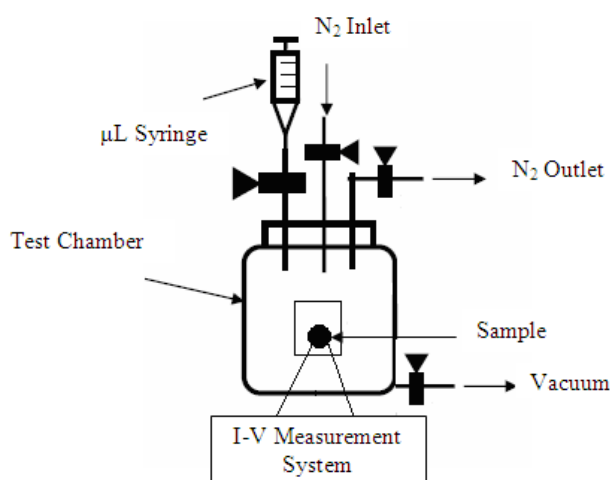 N₂ Inlet
μL Syringe
N₂ Outlet
Test Chamber
Sample
Vacuum
I-V Measurement
System